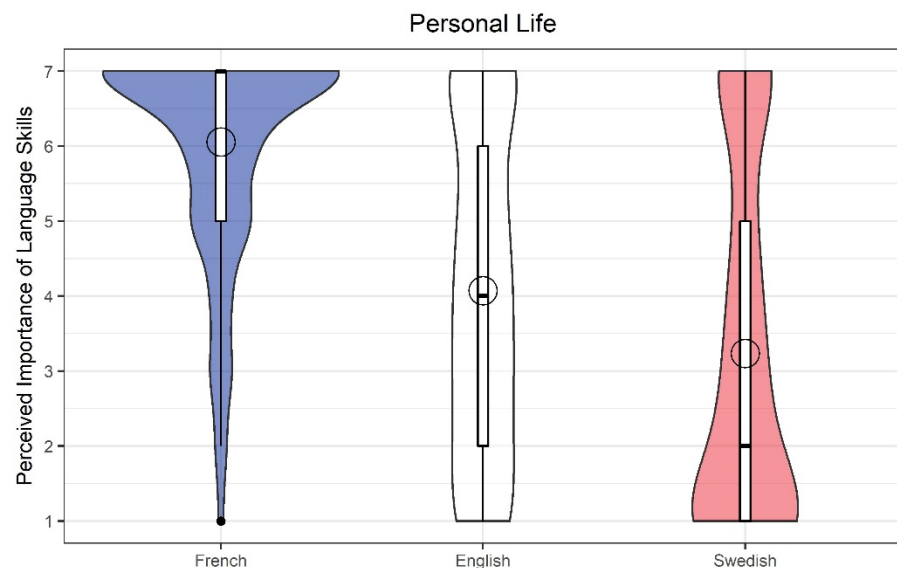 Personal Life
Perceived Importance of Language Skills
7
6
5
4
3
2
1
French
English
Swedish